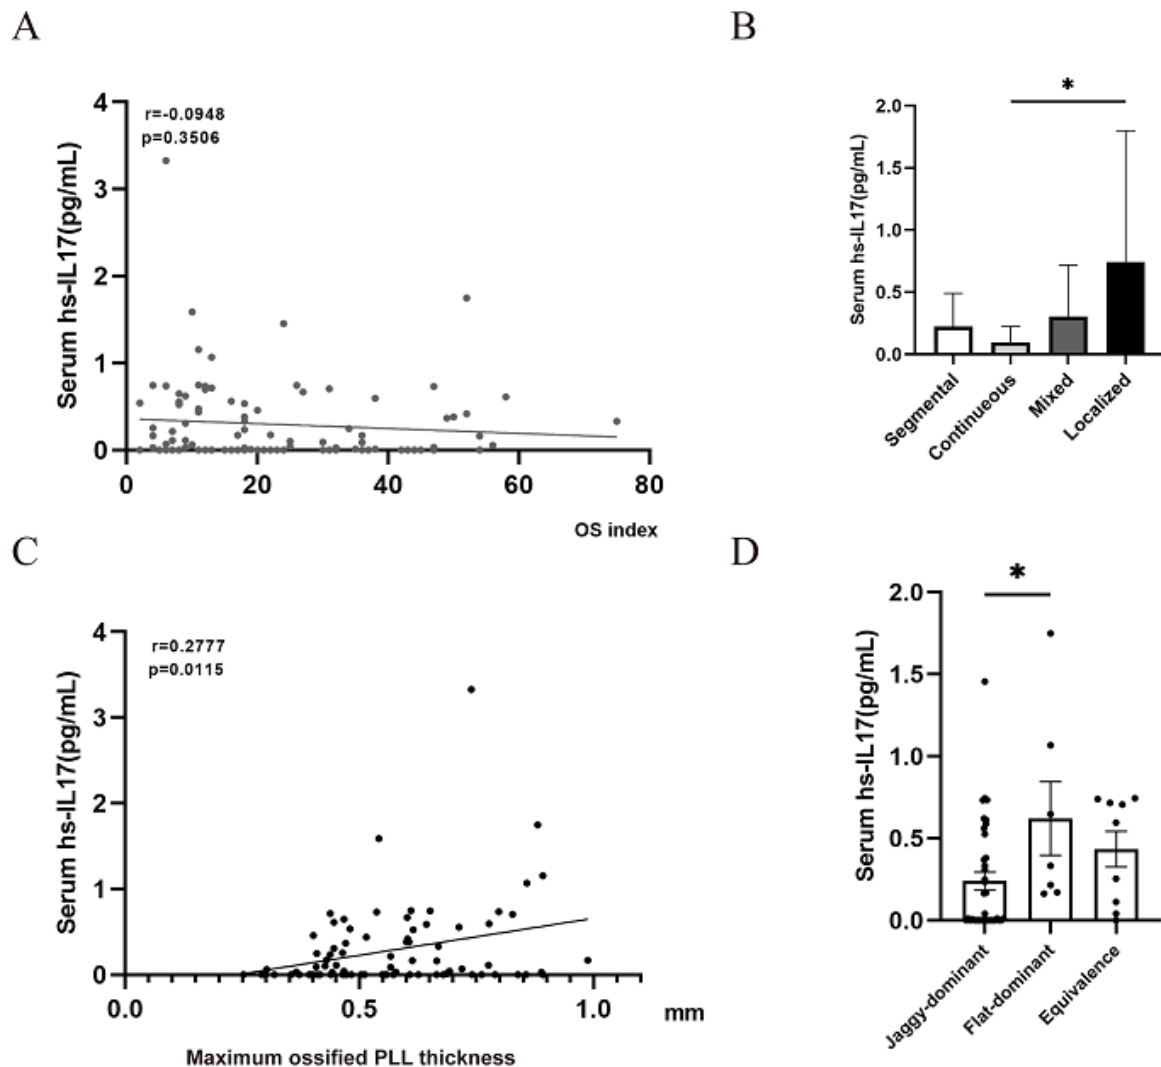 A
r=-0.0948
p=0.3506
Serum hs-IL17(pg/mL)
4
3
2
1
0
0 20 40 60 80
OS index
B
*
Serum hs-IL17(pg/mL)
2.0
1.5
1.0
0.5
0.0
Segmental
Continueous
Mixed
Localized
C
r=0.2777
p=0.0115
Serum hs-IL17(pg/mL)
4
3
2
1
0
0.0 0.5 1.0 mm
Maximum ossified PLL thickness
D
*
Serum hs-IL17(pg/mL)
2.0
1.5
1.0
0.5
0.0
Jaggy-dominant
Flat-dominant
Equivalence